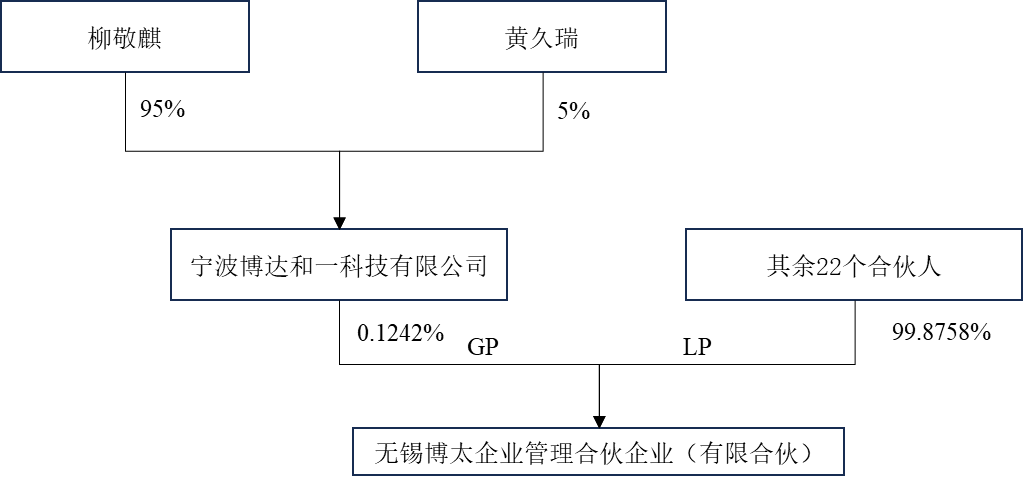 柳敬麒
黄久瑞
95%
5%
宁波博达和一科技有限公司
其余22个合伙人
0.1242%
GP
LP
99.8758%
无锡博太企业管理合伙企业（有限合伙）